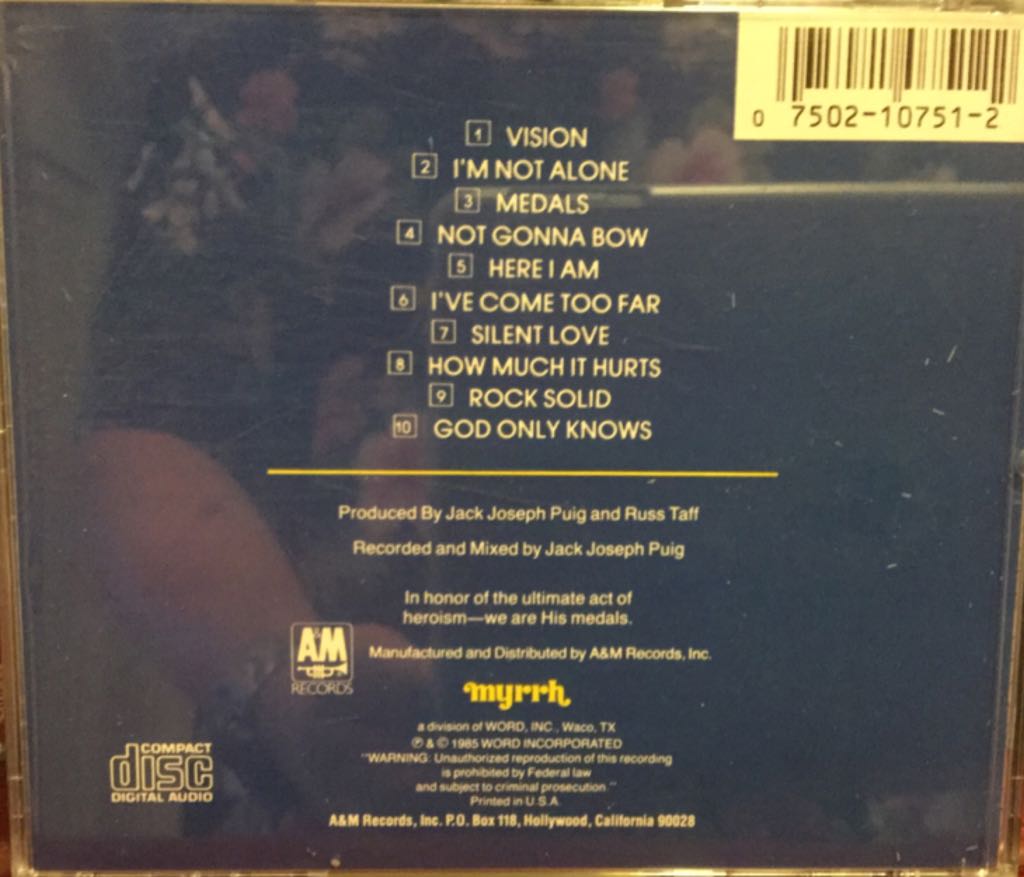 0 7502-10751-2
1 VISION
2 I'M NOT ALONE
3 MEDALS
4 NOT GONNA BOW
5 HERE I AM
6 I'VE COME TOO FAR
7 SILENT LOVE
8 HOW MUCH IT HURTS
9 ROCK SOLID
10 GOD ONLY KNOWS
Produced By Jack Joseph Puig and Russ Taff
Recorded and Mixed by Jack Joseph Puig
In honor of the ultimate act of
heroism—we are His medals.
A&M
RECORDS
Manufactured and Distributed by A&M Records, Inc.
myrrh
a division of WORD, INC., Waco, TX
℗ & © 1985 WORD INCORPORATED
"WARNING: Unauthorized reproduction of this recording
is prohibited by Federal law
and subject to criminal prosecution."
Printed in U.S.A.
A&M Records, Inc. P.O. Box 118, Hollywood, California 90028
COMPACT
disc
DIGITAL AUDIO